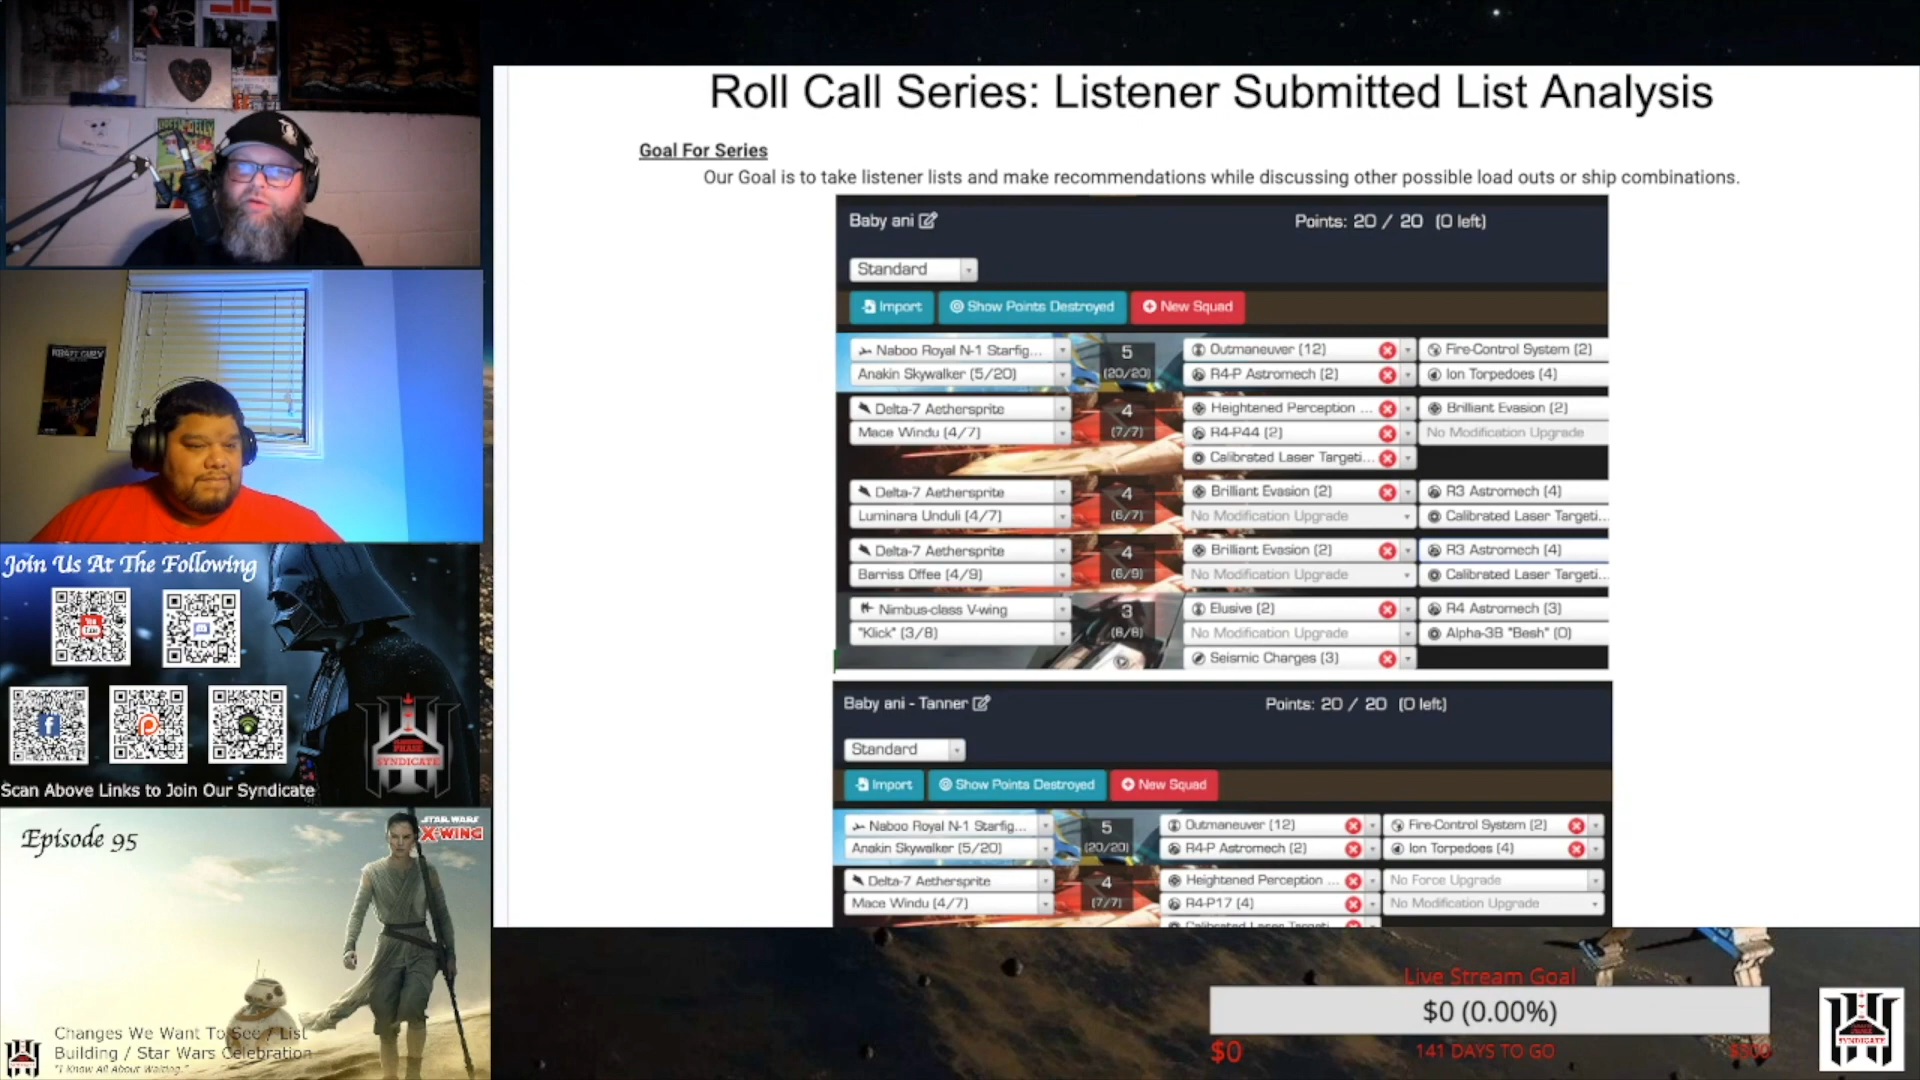 Roll Call Series: Listener Submitted List Analysis
Goal For Series
Our Goal is to take listener lists and make recommendations while discussing other possible load outs or ship combinations.
Baby ani
Points: 20 / 20 (0 left)
Standard
Import
Show Points Destroyed
New Squad
Naboo Royal N-1 Starfig...
5
Outmaneuver (12)
Fire-Control System (2)
Anakin Skywalker (5/20)
(20/20)
R4-P Astromech (2)
Ion Torpedoes (4)
Delta-7 Aethersprite
4
Heightened Perception ...
Brilliant Evasion (2)
Mace Windu (4/7)
(7/7)
R4-P44 (2)
No Modification Upgrade
Calibrated Laser Targeti...
Delta-7 Aethersprite
4
Brilliant Evasion (2)
R3 Astromech (4)
Luminara Unduli (4/7)
(6/7)
No Modification Upgrade
Calibrated Laser Targeti...
Delta-7 Aethersprite
4
Brilliant Evasion (2)
R3 Astromech (4)
Barriss Offee (4/9)
(6/9)
No Modification Upgrade
Calibrated Laser Targeti...
Nimbus-class V-wing
3
Elusive (2)
R4 Astromech (3)
"Klick" (3/8)
(8/8)
No Modification Upgrade
Alpha-3B "Besh" (0)
Seismic Charges (3)
Baby ani - Tanner
Points: 20 / 20 (0 left)
Standard
Import
Show Points Destroyed
New Squad
Naboo Royal N-1 Starfig...
5
Outmaneuver (12)
Fire-Control System (2)
Anakin Skywalker (5/20)
(20/20)
R4-P Astromech (2)
Ion Torpedoes (4)
Delta-7 Aethersprite
4
Heightened Perception ...
No Force Upgrade
Mace Windu (4/7)
(7/7)
R4-P17 (4)
No Modification Upgrade
Calibrated Laser Targeti...
Join Us At The Following
SYNDICATE
Scan Above Links to Join Our Syndicate
Episode 95
STAR WARS
X-WING
Changes We Want To See / List
Building / Star Wars Celebration
"I Know All About Waiting."
Live Stream Goal
$0 (0.00%)
$0
141 DAYS TO GO